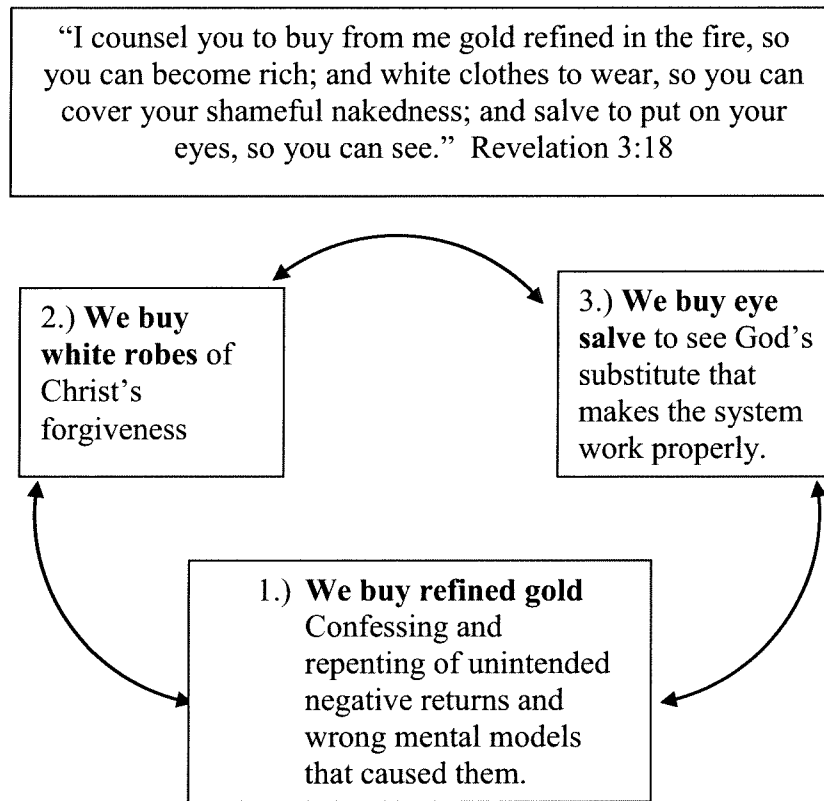 “I counsel you to buy from me gold refined in the fire, so
you can become rich; and white clothes to wear, so you can
cover your shameful nakedness; and salve to put on your
eyes, so you can see.” Revelation 3:18
2.) We buy
white robes of
Christ’s
forgiveness
3.) We buy eye
salve to see God’s
substitute that
makes the system
work properly.
1.) We buy refined gold
Confessing and
repenting of unintended
negative returns and
wrong mental models
that caused them.